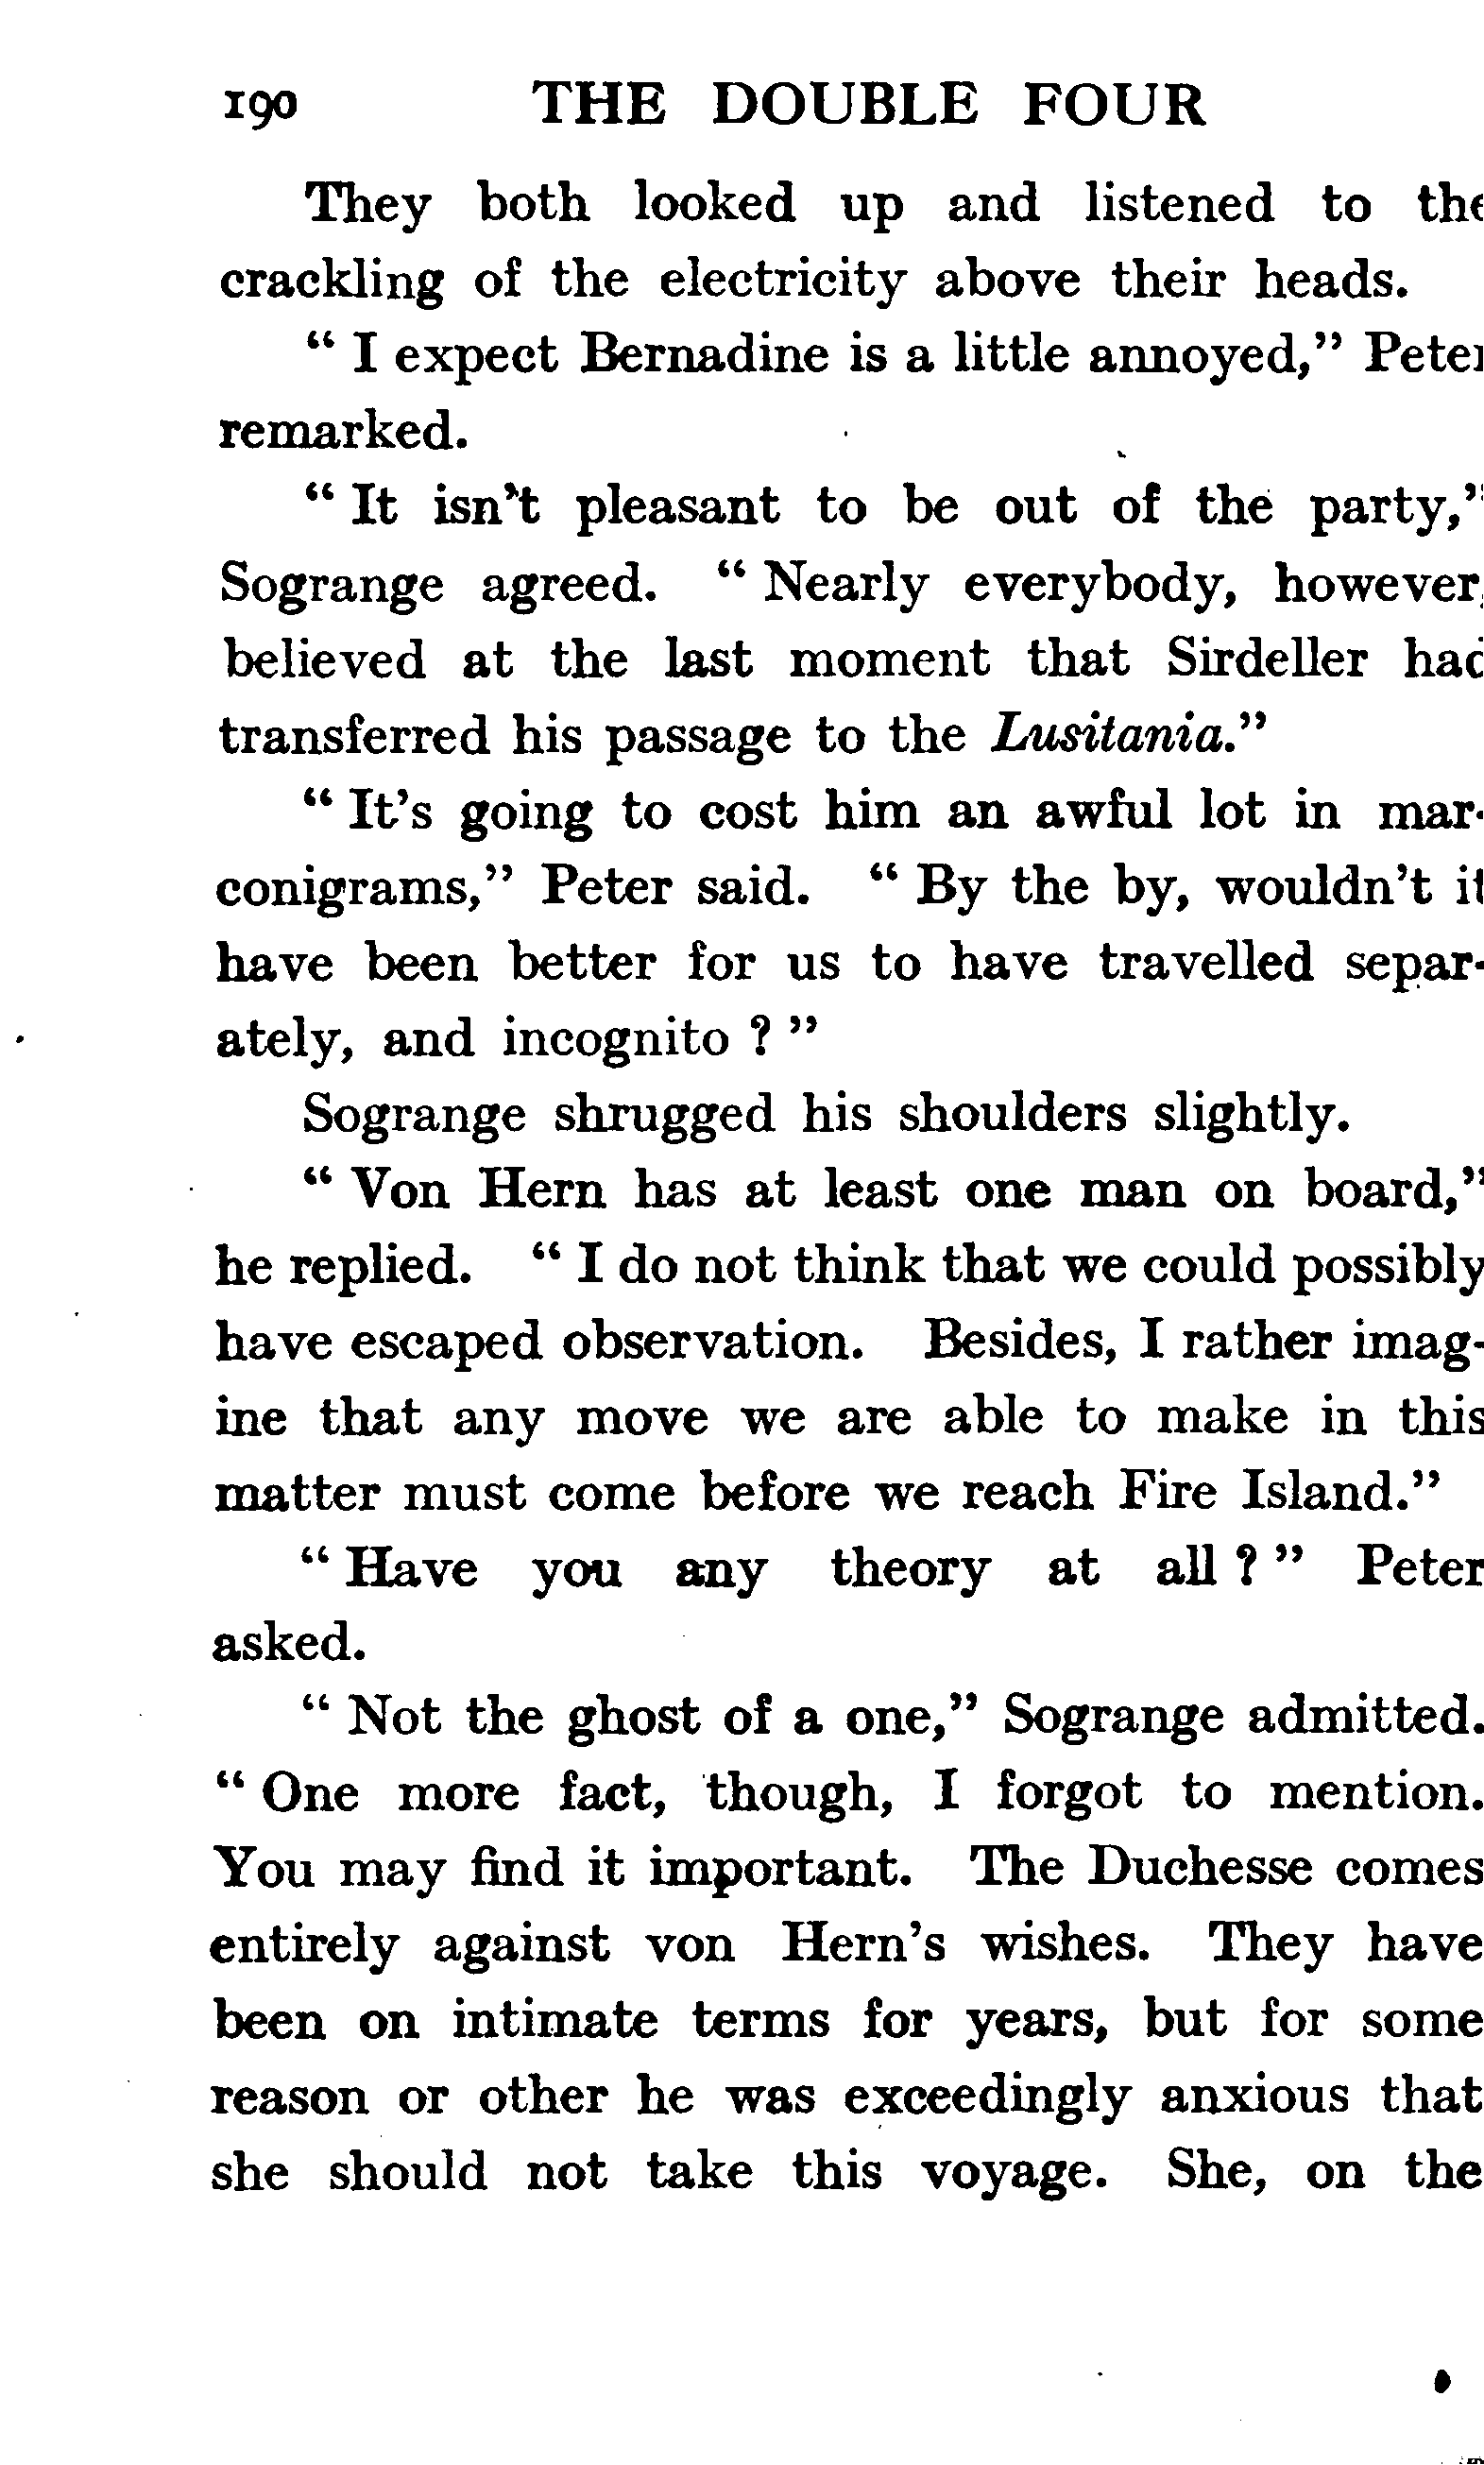 190 THE DOUBLE FOUR
They both looked up and listened to the
crackling of the electricity above their heads.
“ I expect Bernadine is a little annoyed,” Peter
remarked.
“ It isn't pleasant to be out of the party,”
Sogrange agreed. “ Nearly everybody, however,
believed at the last moment that Sirdeller had
transferred his passage to the Lusitania.”
“ It's going to cost him an awful lot in mar-
conigrams,” Peter said. “ By the by, wouldn't it
have been better for us to have travelled separ-
ately, and incognito ? ”
Sogrange shrugged his shoulders slightly.
“ Von Hern has at least one man on board,”
he replied. “ I do not think that we could possibly
have escaped observation. Besides, I rather imag-
ine that any move we are able to make in this
matter must come before we reach Fire Island.”
“ Have you any theory at all ? ” Peter
asked.
“ Not the ghost of a one,” Sogrange admitted.
“ One more fact, though, I forgot to mention.
You may find it important. The Duchesse comes
entirely against von Hern's wishes. They have
been on intimate terms for years, but for some
reason or other he was exceedingly anxious that
she should not take this voyage. She, on the